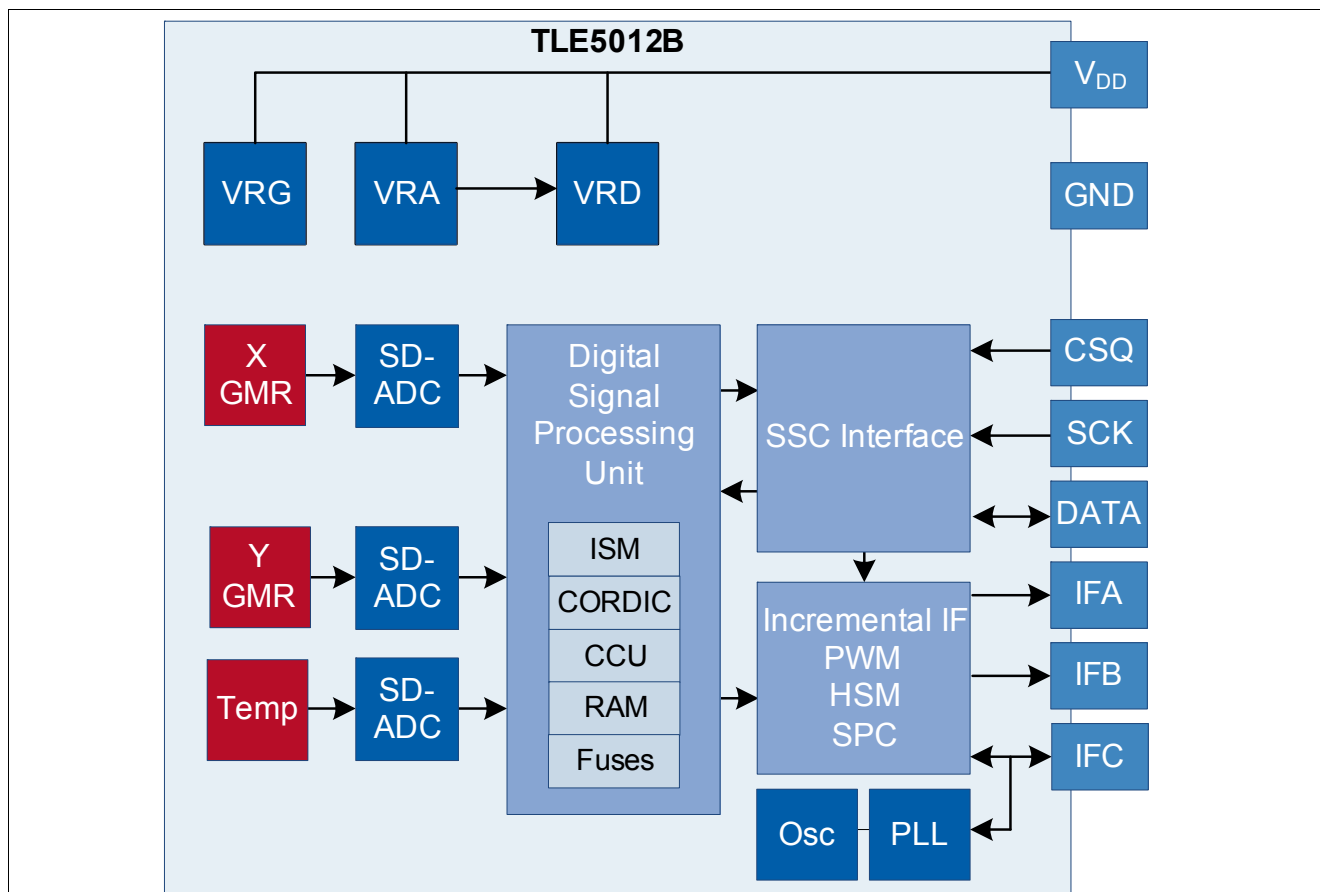 TLE5012B
VDD
VRG
VRA
VRD
GND
X
GMR
SD-
ADC
Digital
Signal
Processing
Unit
SSC Interface
CSQ
SCK
DATA
Y
GMR
SD-
ADC
ISM
CORDIC
CCU
RAM
Fuses
Temp
SD-
ADC
Incremental IF
PWM
HSM
SPC
IFA
IFB
IFC
Osc
PLL